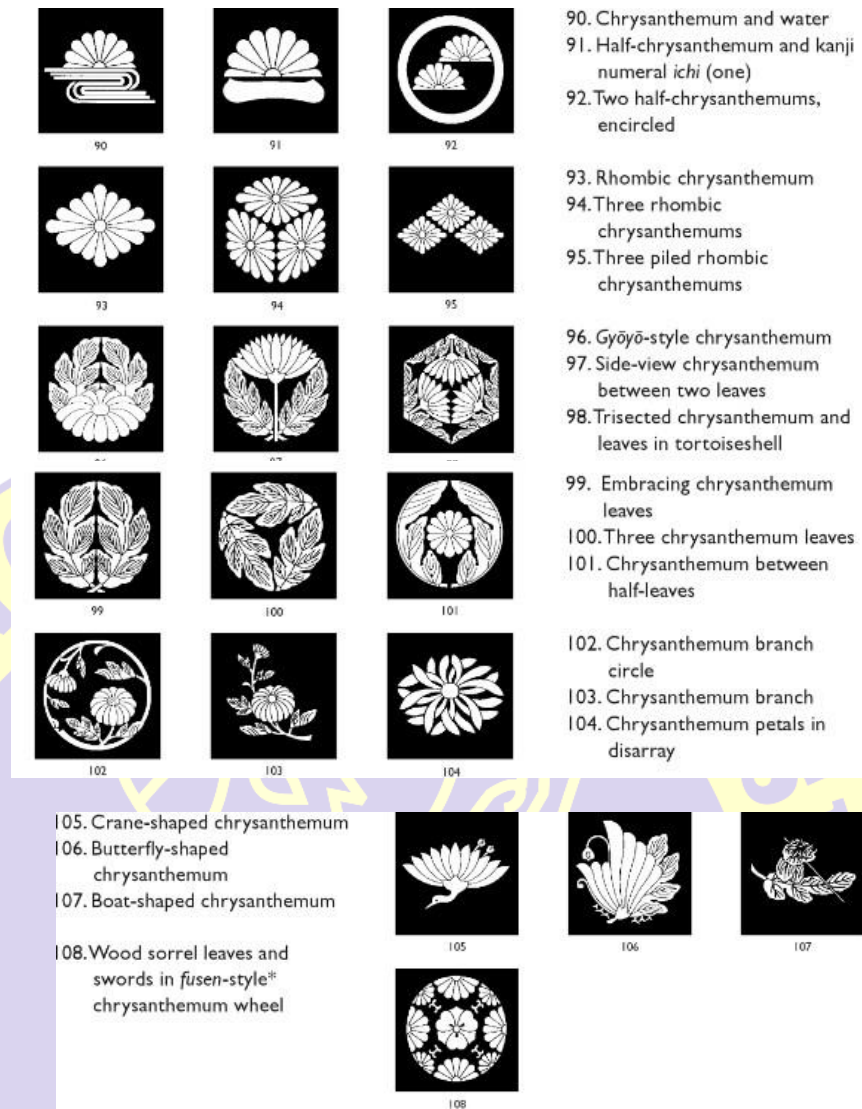 90. Chrysanthemum and water
91. Half-chrysanthemum and kanji
numeral ichi (one)
92. Two half-chrysanthemums,
encircled
90 91 92
93. Rhombic chrysanthemum
94. Three rhombic
chrysanthemums
95. Three piled rhombic
chrysanthemums
93 94 95
96. Gyōyō-style chrysanthemum
97. Side-view chrysanthemum
between two leaves
98. Trisected chrysanthemum and
leaves in tortoiseshell
99. Embracing chrysanthemum
leaves
100. Three chrysanthemum leaves
101. Chrysanthemum between
half-leaves
99 100 101
102. Chrysanthemum branch
circle
103. Chrysanthemum branch
104. Chrysanthemum petals in
disarray
102 103 104
105. Crane-shaped chrysanthemum
106. Butterfly-shaped
chrysanthemum
107. Boat-shaped chrysanthemum
105 106 107
108. Wood sorrel leaves and
swords in fusen-style*
chrysanthemum wheel
108